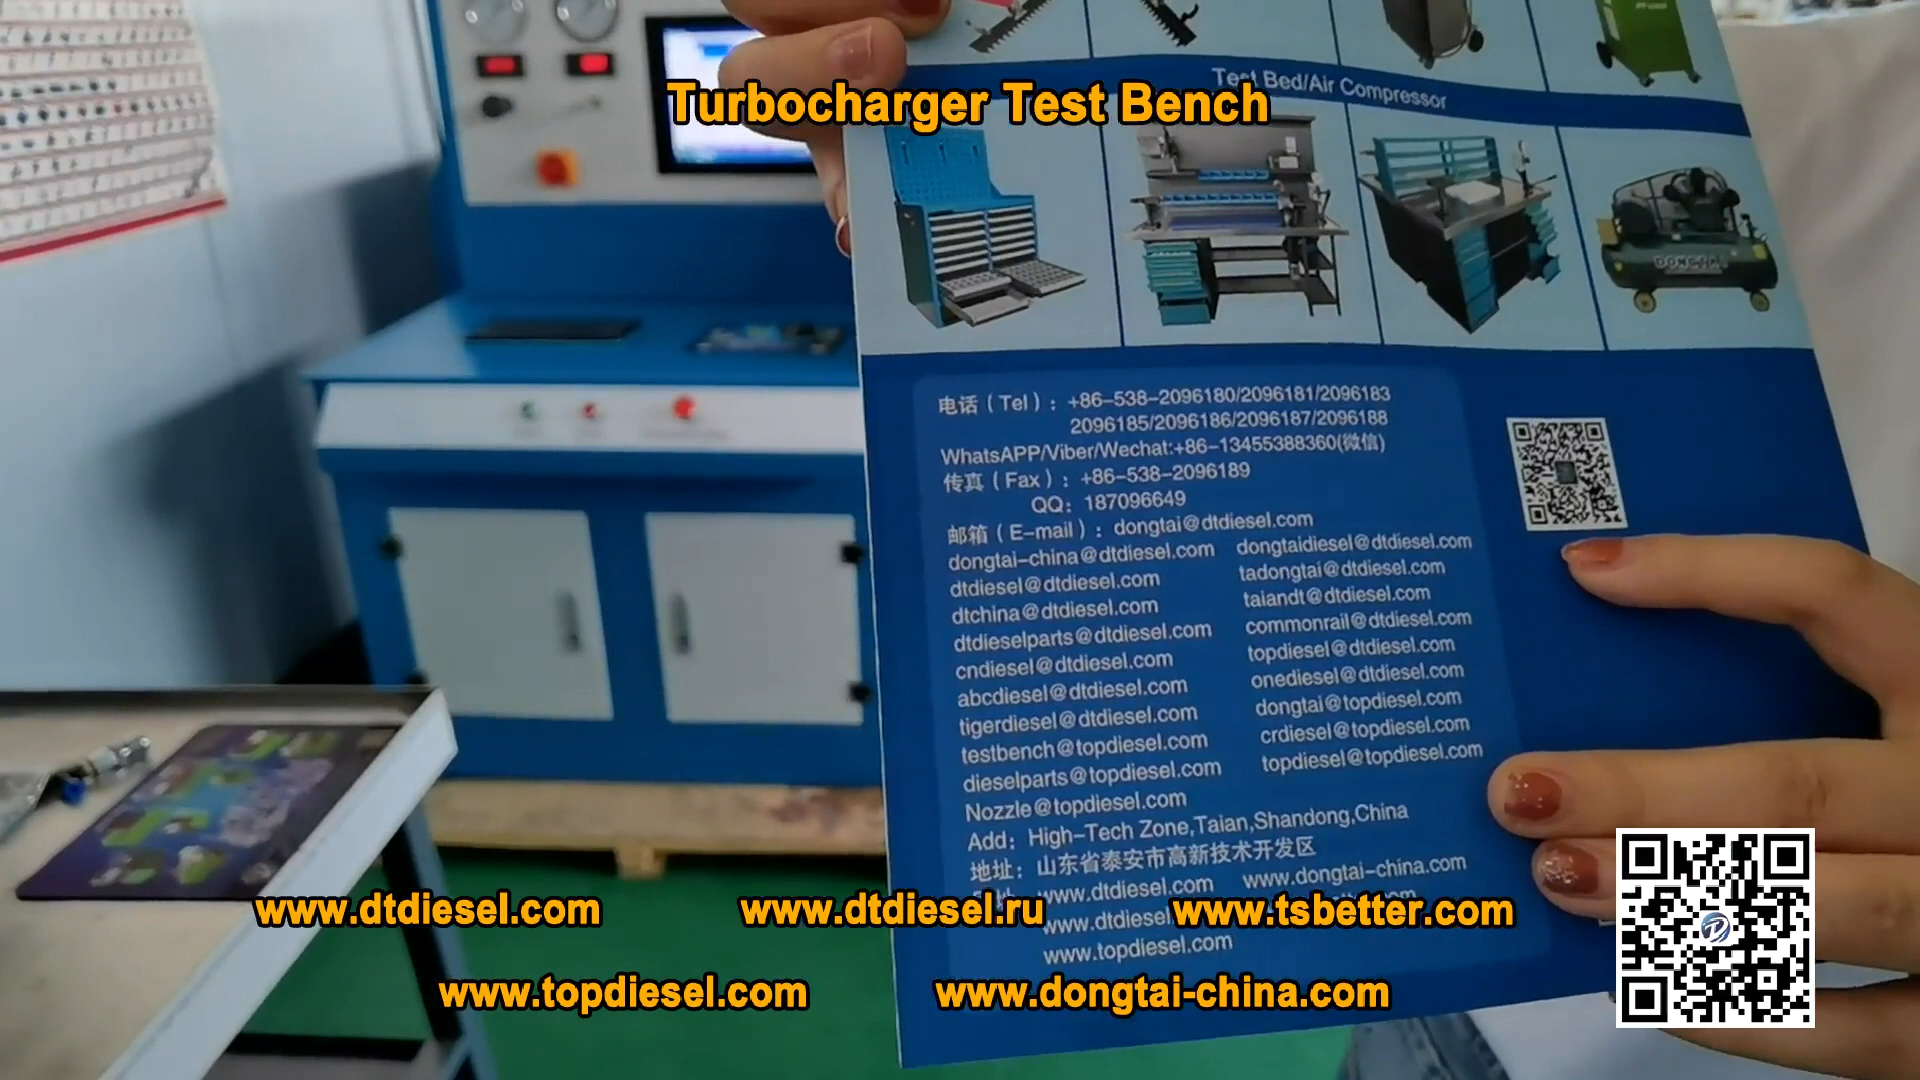 Test Bed/Air Compressor
Turbocharger Test Bench
DONGTAI
电话（Tel）: +86-538-2096180/2096181/2096183
2096185/2096186/2096187/2096188
WhatsAPP/Viber/Wechat:+86-13455388360(微信)
传真（Fax）: +86-538-2096189
QQ: 187096649
邮箱（E-mail）: dongtai@dtdiesel.com
dongtai-china@dtdiesel.com dongtaidiesel@dtdiesel.com
dtdiesel@dtdiesel.com tadongtai@dtdiesel.com
dtchina@dtdiesel.com taiandt@dtdiesel.com
dtdieselparts@dtdiesel.com commonrail@dtdiesel.com
cndiesel@dtdiesel.com topdiesel@dtdiesel.com
abcdiesel@dtdiesel.com onediesel@dtdiesel.com
tigerdiesel@dtdiesel.com dongtai@topdiesel.com
testbench@topdiesel.com crdiesel@topdiesel.com
dieselparts@topdiesel.com topdiesel@topdiesel.com
Nozzle@topdiesel.com
Add: High-Tech Zone,Taian,Shandong,China
地址: 山东省泰安市高新技术开发区
www.dtdiesel.com www.dongtai-china.com
www.dtdiesel
www.topdiesel.com
www.dtdiesel.com www.dtdiesel.ru www.tsbetter.com
www.topdiesel.com www.dongtai-china.com